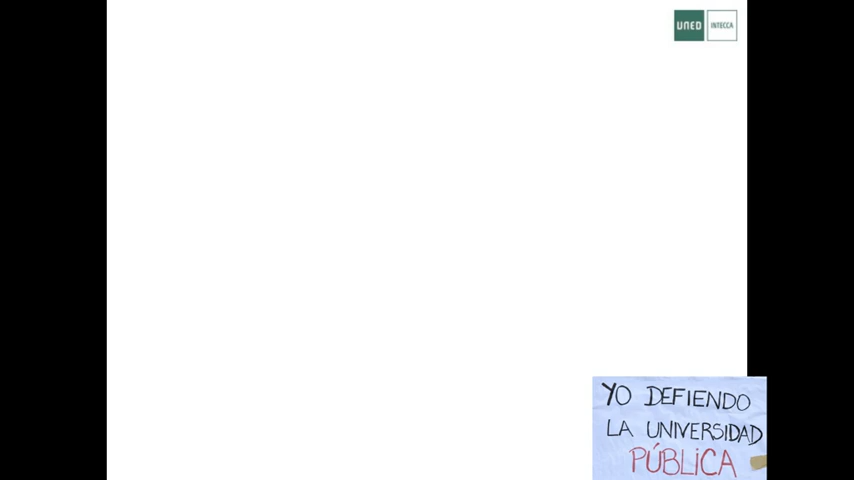 UNED INTECCA
YO DEFIENDO
LA UNIVERSIDAD
PÚBLICA